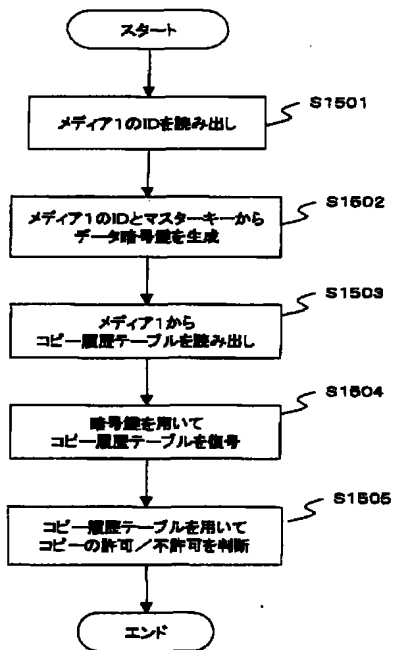 スタート
メディア1のIDを読み出し
S1501
メディア1のIDとマスターキーから
データ暗号鍵を生成
S1502
メディア1から
コピー履歴テーブルを読み出し
S1503
暗号鍵を用いて
コピー履歴テーブルを復号
S1504
コピー履歴テーブルを用いて
コピーの許可/不許可を判断
S1505
エンド